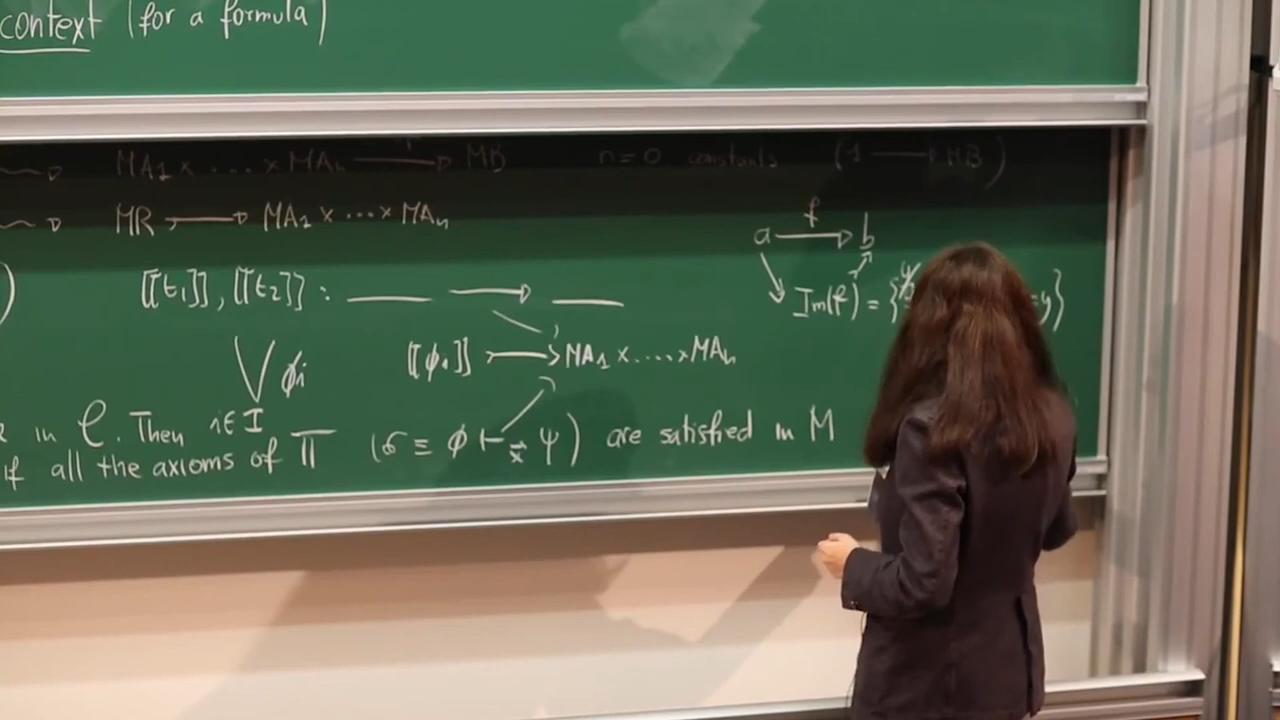 context (for a formula)
MA1 × .... × MAn ⟶ MB n=0 constants (1 ⟶ MB)
MR ↣ MA1 × ... × MAn
a ⟶ b
f
[[t1]], [[t2]] :
Im(f) = { =y}
⋁ ϕi
i∈I
[[ϕi]] ↣ MA1 × .... × MAn
in C. Then
if all the axioms of 𝕋 (σ ≡ ϕ ⊢x⃗ ψ) are satisfied in M